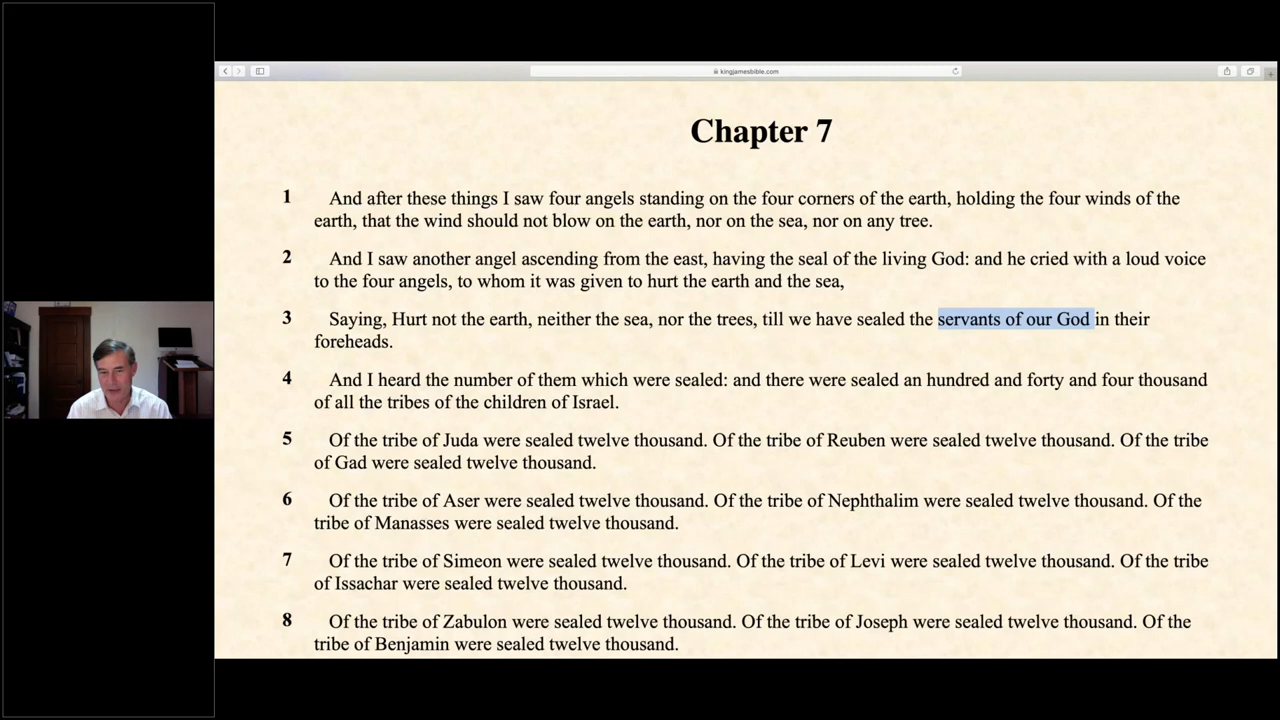 kingjamesbible.com
Chapter 7
1 And after these things I saw four angels standing on the four corners of the earth, holding the four winds of the
earth, that the wind should not blow on the earth, nor on the sea, nor on any tree.
2 And I saw another angel ascending from the east, having the seal of the living God: and he cried with a loud voice
to the four angels, to whom it was given to hurt the earth and the sea,
3 Saying, Hurt not the earth, neither the sea, nor the trees, till we have sealed the servants of our God in their
foreheads.
4 And I heard the number of them which were sealed: and there were sealed an hundred and forty and four thousand
of all the tribes of the children of Israel.
5 Of the tribe of Juda were sealed twelve thousand. Of the tribe of Reuben were sealed twelve thousand. Of the tribe
of Gad were sealed twelve thousand.
6 Of the tribe of Aser were sealed twelve thousand. Of the tribe of Nephthalim were sealed twelve thousand. Of the
tribe of Manasses were sealed twelve thousand.
7 Of the tribe of Simeon were sealed twelve thousand. Of the tribe of Levi were sealed twelve thousand. Of the tribe
of Issachar were sealed twelve thousand.
8 Of the tribe of Zabulon were sealed twelve thousand. Of the tribe of Joseph were sealed twelve thousand. Of the
tribe of Benjamin were sealed twelve thousand.